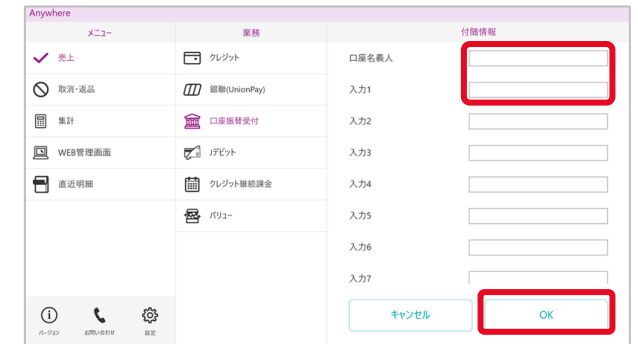 Anywhere
メニュー
業務
付随情報
売上
取消・返品
集計
WEB管理画面
直近明細
クレジット
銀聯(UnionPay)
口座振替受付
Jデビット
クレジット継続課金
バリュー
口座名義人
入力1
入力2
入力3
入力4
入力5
入力6
入力7
バージョン
お問い合わせ
設定
キャンセル
OK